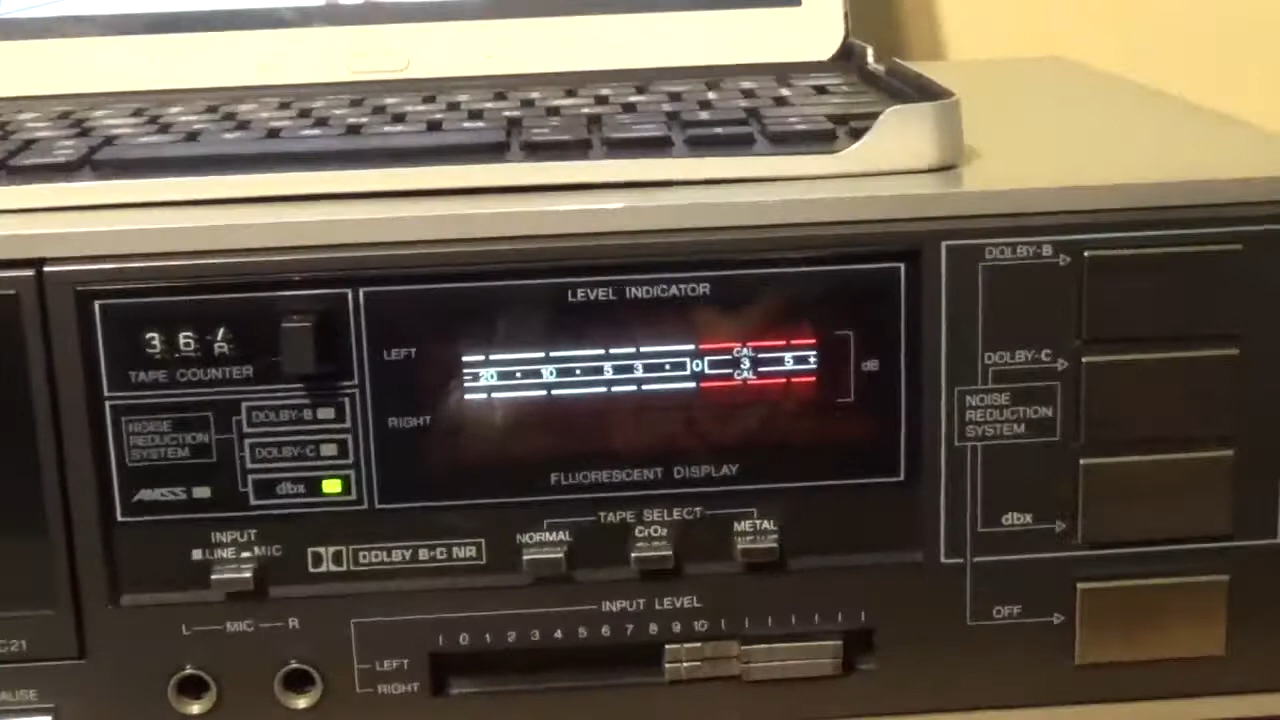 LEVEL INDICATOR
DOLBY-B
3 6
TAPE COUNTER
LEFT
CAL
- 20 · 10 · 5 3 · 0 3 5 +
CAL
dB
RIGHT
DOLBY-C
NOISE
REDUCTION
SYSTEM
DOLBY-B
DOLBY-C
dbx
AMSS
NOISE
REDUCTION
SYSTEM
FLUORESCENT DISPLAY
dbx
TAPE SELECT
NORMAL
CrO2
METAL
INPUT
LINE MIC
DOLBY B-C NR
INPUT LEVEL
OFF
L MIC R
0 1 2 3 4 5 6 7 8 9 10
LEFT
RIGHT